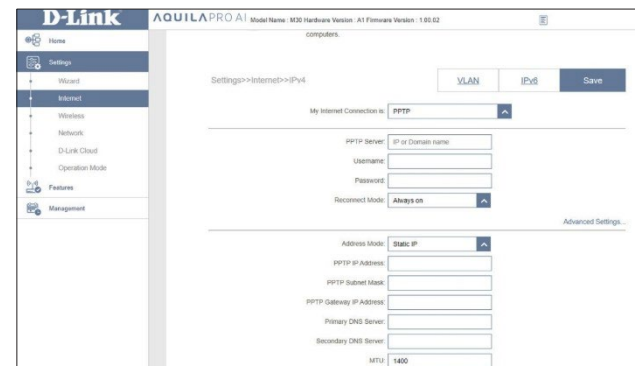 D-Link
AQUILA PRO AI Model Name : M30 Hardware Version : A1 Firmware Version : 1.00.02
computers.
Home
Settings
Wizard
Internet
Wireless
Network
D-Link Cloud
Operation Mode
Features
Management
Settings>>Internet>>IPv4
VLAN
IPv6
Save
My Internet Connection is: PPTP
PPTP Server: IP or Domain name
Username:
Password:
Reconnect Mode: Always on
Advanced Settings...
Address Mode: Static IP
PPTP IP Address:
PPTP Subnet Mask:
PPTP Gateway IP Address:
Primary DNS Server:
Secondary DNS Server:
MTU: 1400